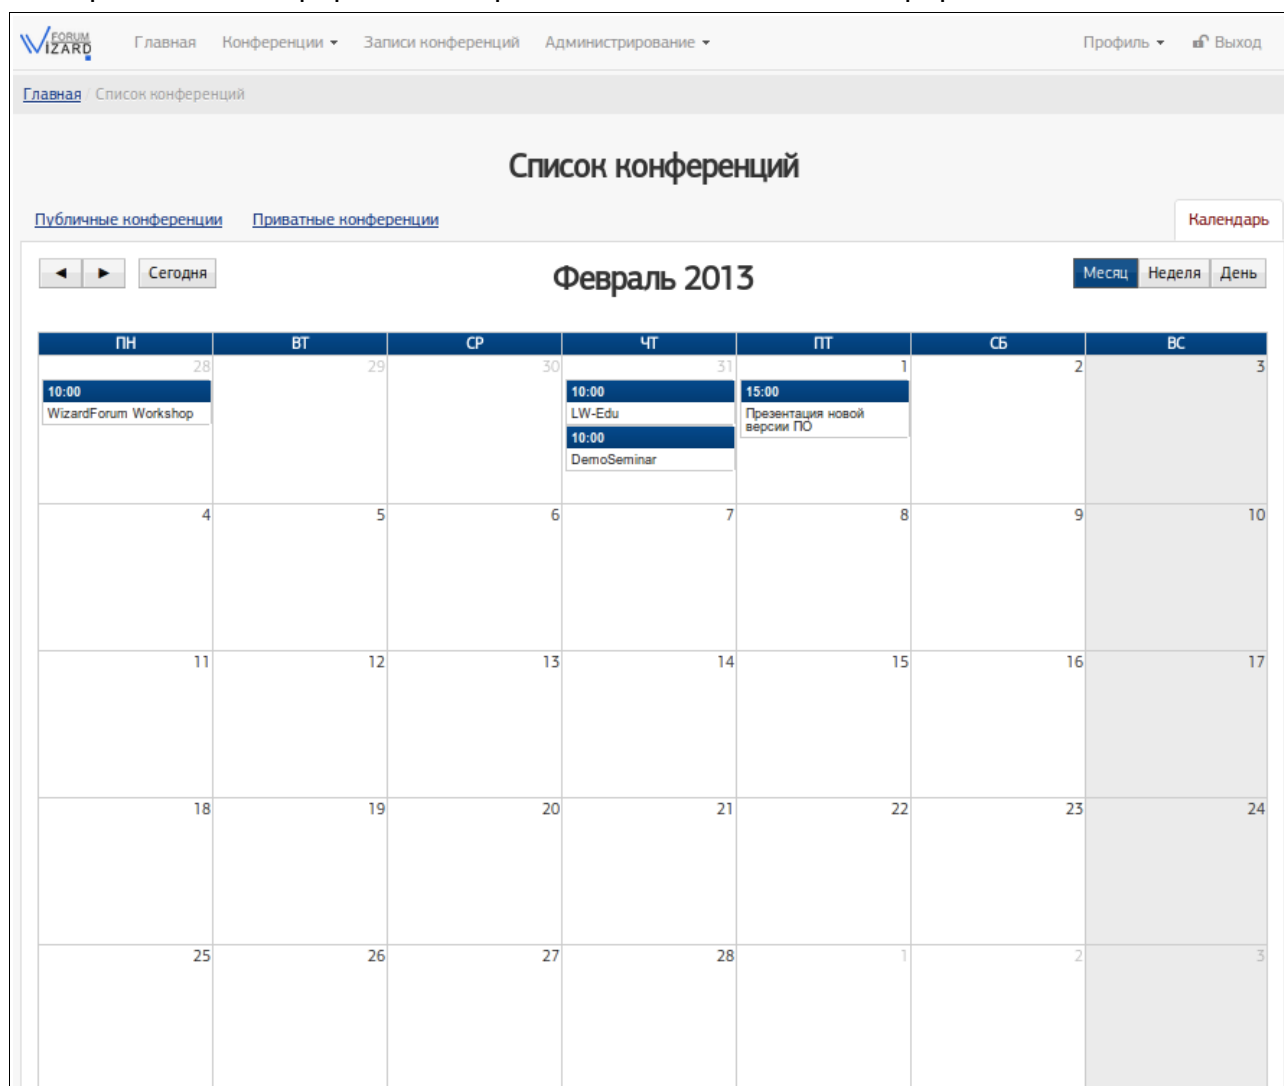 FORUM
WIZARD
Главная Конференции Записи конференций Администрирование Профиль Выход
Главная / Список конференций
Список конференций
Публичные конференции Приватные конференции Календарь
Сегодня Февраль 2013 Месяц Неделя День
ПН ВТ СР ЧТ ПТ СБ ВС
28 29 30 31 1 2 3
10:00 10:00 15:00
WizardForum Workshop LW-Edu Презентация новой
версии ПО
10:00
DemoSeminar
4 5 6 7 8 9 10
11 12 13 14 15 16 17
18 19 20 21 22 23 24
25 26 27 28 1 2 3